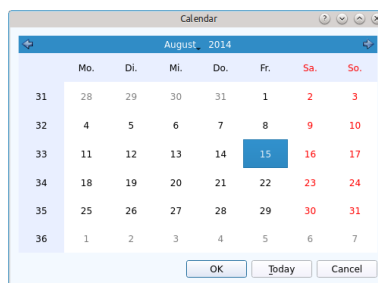 Calendar
August, 2014
Mo. Di. Mi. Do. Fr. Sa. So.
31 28 29 30 31 1 2 3
32 4 5 6 7 8 9 10
33 11 12 13 14 15 16 17
34 18 19 20 21 22 23 24
35 25 26 27 28 29 30 31
36 1 2 3 4 5 6 7
OK Today Cancel